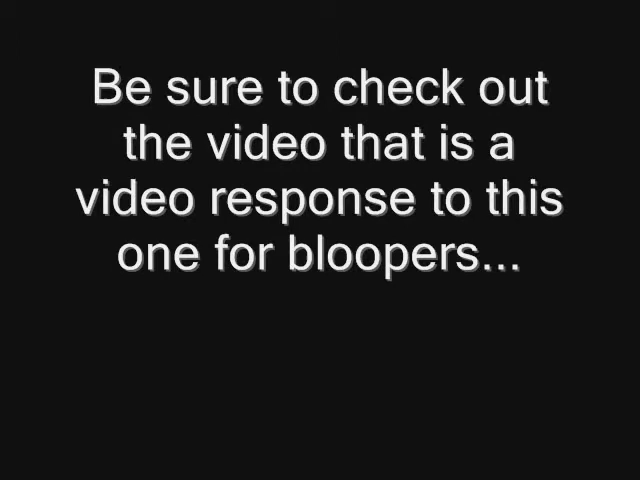 Be sure to check out
the video that is a
video response to this
one for bloopers...